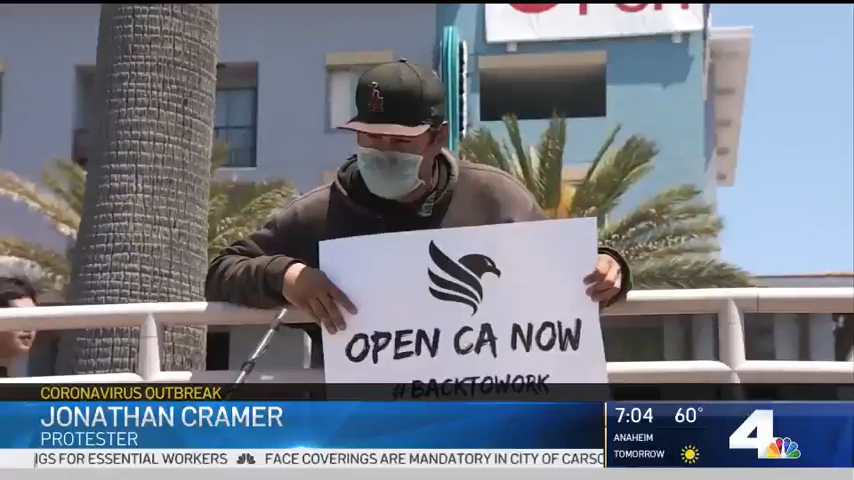 OPEN CA NOW
#BACKTOWORK
CORONAVIRUS OUTBREAK
JONATHAN CRAMER
PROTESTER
7:04 60°
ANAHEIM
TOMORROW
4
IGS FOR ESSENTIAL WORKERS FACE COVERINGS ARE MANDATORY IN CITY OF CARSO